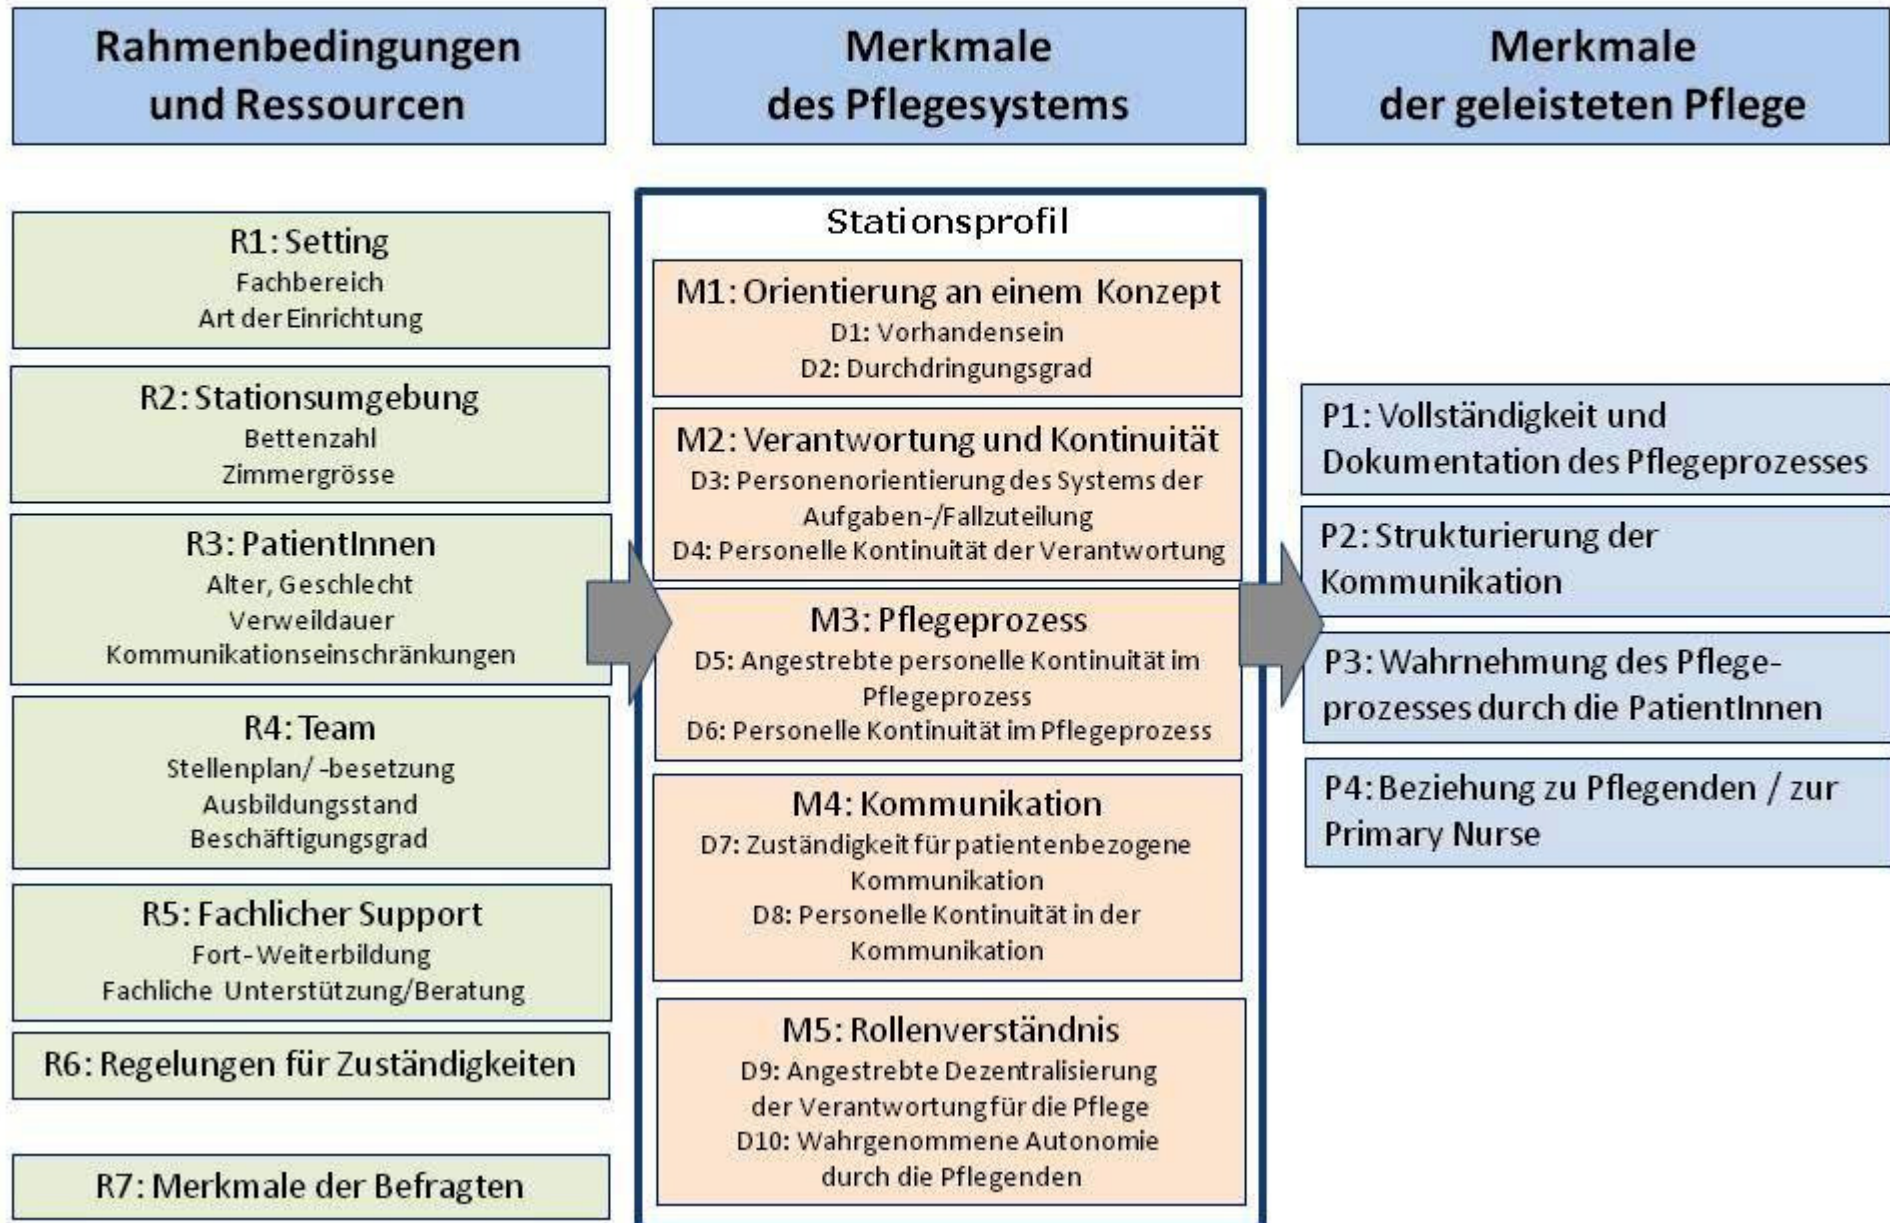 Rahmenbedingungen
und Ressourcen
R1: Setting
Fachbereich
Art der Einrichtung
R2: Stationsumgebung
Bettenzahl
Zimmergrösse
R3: PatientInnen
Alter, Geschlecht
Verweildauer
Kommunikationseinschränkungen
R4: Team
Stellenplan/ -besetzung
Ausbildungsstand
Beschäftigungsgrad
R5: Fachlicher Support
Fort- Weiterbildung
Fachliche Unterstützung/Beratung
R6: Regelungen für Zuständigkeiten
R7: Merkmale der Befragten
Merkmale
des Pflegesystems
Stationsprofil
M1: Orientierung an einem Konzept
D1: Vorhandensein
D2: Durchdringungsgrad
M2: Verantwortung und Kontinuität
D3: Personenorientierung des Systems der
Aufgaben-/Fallzuteilung
D4: Personelle Kontinuität der Verantwortung
M3: Pflegeprozess
D5: Angestrebte personelle Kontinuität im
Pflegeprozess
D6: Personelle Kontinuität im Pflegeprozess
M4: Kommunikation
D7: Zuständigkeit für patientenbezogene
Kommunikation
D8: Personelle Kontinuität in der
Kommunikation
M5: Rollenverständnis
D9: Angestrebte Dezentralisierung
der Verantwortung für die Pflege
D10: Wahrgenommene Autonomie
durch die Pflegenden
Merkmale
der geleisteten Pflege
P1: Vollständigkeit und
Dokumentation des Pflegeprozesses
P2: Strukturierung der
Kommunikation
P3: Wahrnehmung des Pflege-
prozesses durch die PatientInnen
P4: Beziehung zu Pflegenden / zur
Primary Nurse